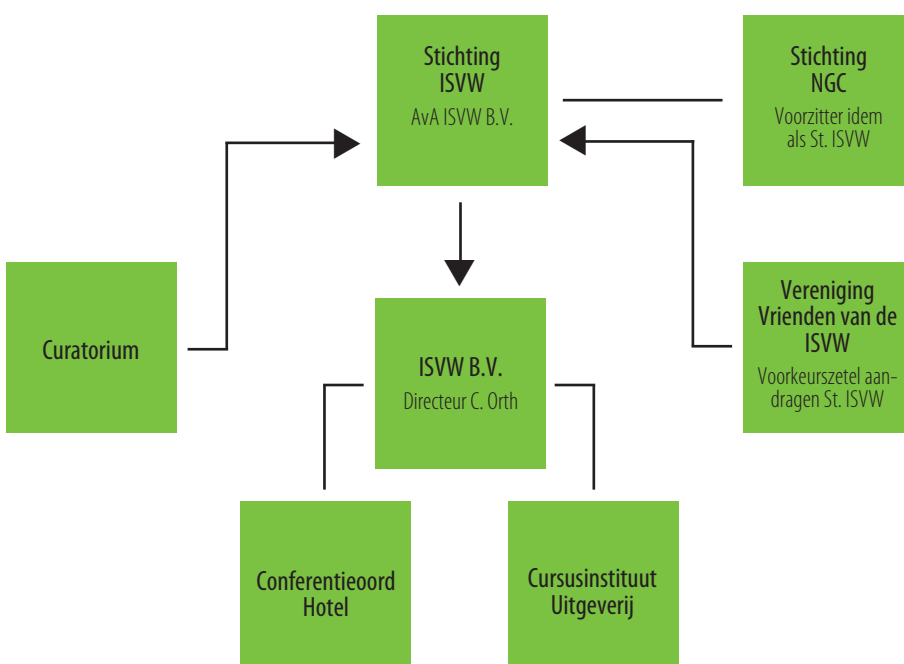 Stichting
ISVW
AvA ISVW B.V.
Stichting
NGC
Voorzitter idem
als St. ISVW
Curatorium
ISVW B.V.
Directeur C. Orth
Vereniging
Vrienden van de
ISVW
Voorkeurszetel aan-
dragen St. ISVW
Conferentieoord
Hotel
Cursusinstituut
Uitgeverij